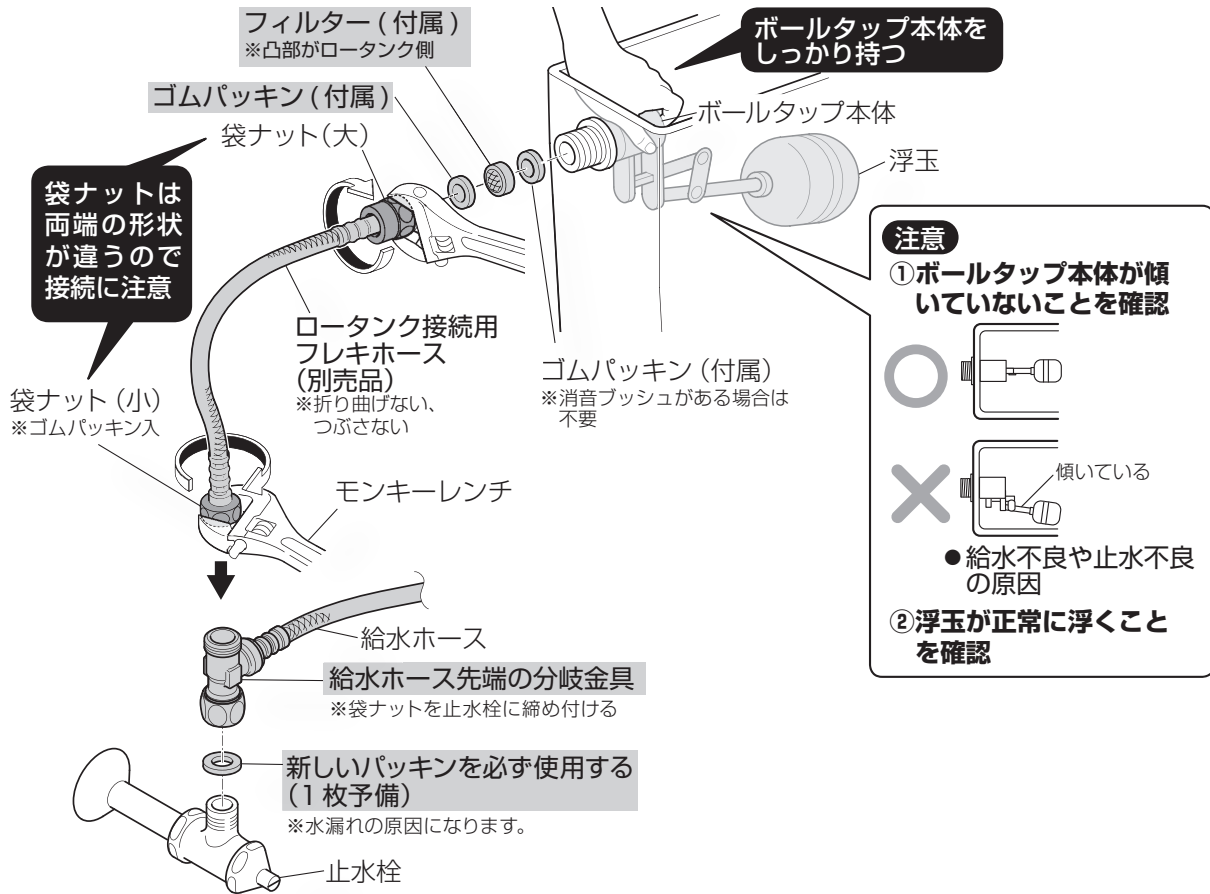 フィルター(付属)
※凸部がロータンク側
ボールタップ本体を
しっかり持つ
ゴムパッキン(付属)
袋ナット(大)
ボールタップ本体
浮玉
袋ナットは
両端の形状
が違うので
接続に注意
注意
①ボールタップ本体が傾
いていないことを確認
傾いている
●給水不良や止水不良
の原因
②浮玉が正常に浮くこと
を確認
ロータンク接続用
フレキホース
(別売品)
※折り曲げない、
つぶさない
ゴムパッキン(付属)
※消音ブッシュがある場合は
不要
袋ナット(小)
※ゴムパッキン入
モンキーレンチ
給水ホース
給水ホース先端の分岐金具
※袋ナットを止水栓に締め付ける
新しいパッキンを必ず使用する
(1枚予備)
※水漏れの原因になります。
止水栓